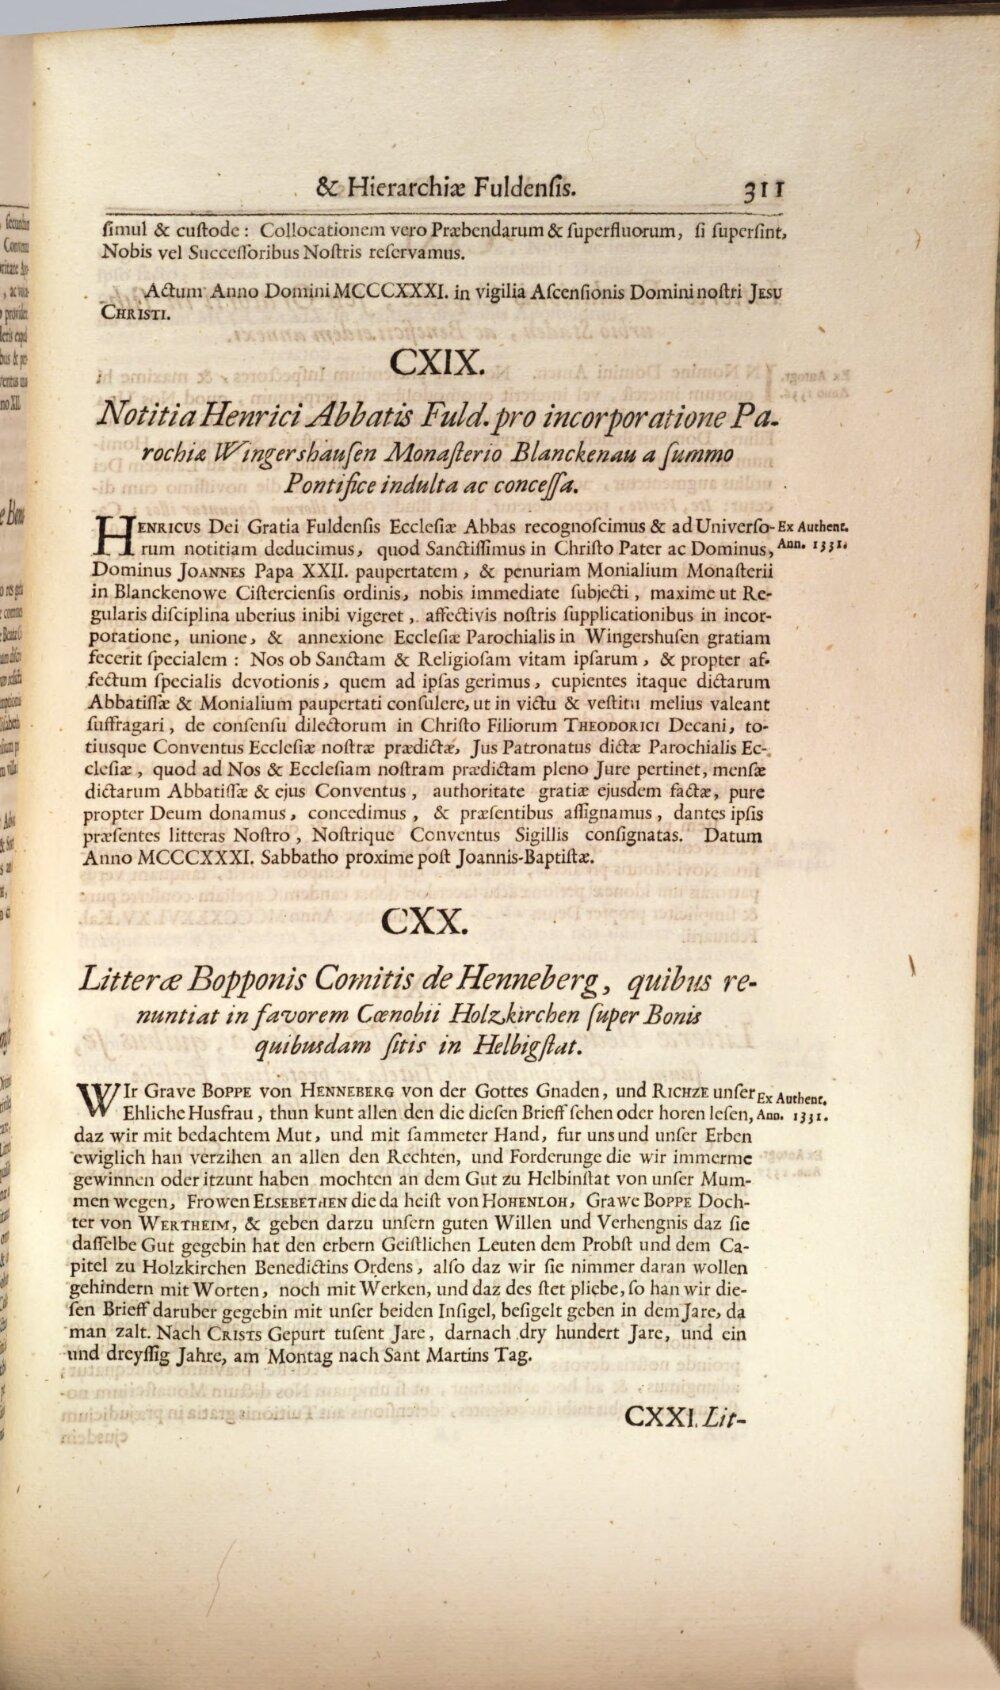 & Hierarchiæ Fuldenſis. 311
ſimul & cuſtode: Collocationem vero Præbendarum & ſuperfluorum, ſi ſuperſint,
Nobis vel Succeſſoribus Noſtris reſervamus.
Actum Anno Domini MCCCXXXI. in vigilia Aſcenſionis Domini noſtri JESU
CHRISTI.
CXIX.
Notitia Henrici Abbatis Fuld. pro incorporatione Pa-
rochiæ Wingershauſen Monaſterio Blanckenau a ſummo
Pontifice indulta ac conceſſa.
HENRICUS Dei Gratia Fuldenſis Eccleſiæ Abbas recognoſcimus & ad Univerſo-
Ex Authent.
rum notitiam deducimus, quod Sanctiſſimus in Chriſto Pater ac Dominus,
Ann. 1331.
Dominus JOANNES Papa XXII. paupertatem, & penuriam Monialium Monaſterii
in Blanckenowe Ciſtercienſis ordinis, nobis immediate ſubjecti, maxime ut Re-
gularis diſciplina uberius inibi vigeret, affectivis noſtris ſupplicationibus in incor-
poratione, unione, & annexione Eccleſiæ Parochialis in Wingershuſen gratiam
fecerit ſpecialem: Nos ob Sanctam & Religioſam vitam ipſarum, & propter af-
fectum ſpecialis devotionis, quem ad ipſas gerimus, cupientes itaque dictarum
Abbatiſſæ & Monialium paupertati conſulere, ut in victu & veſtitu melius valeant
ſuffragari, de conſenſu dilectorum in Chriſto Filiorum THEODORICI Decani, to-
tiusque Conventus Eccleſiæ noſtræ prædictæ, Jus Patronatus dictæ Parochialis Ec-
cleſiæ, quod ad Nos & Eccleſiam noſtram prædictam pleno Jure pertinet, menſæ
dictarum Abbatiſſæ & ejus Conventus, authoritate gratiæ ejusdem factæ, pure
propter Deum donamus, concedimus, & præſentibus aſſignamus, dantes ipſis
præſentes litteras Noſtro, Noſtrique Conventus Sigillis conſignatas. Datum
Anno MCCCXXXI. Sabbatho proxime poſt Joannis-Baptiſtæ.
CXX.
Litteræ Bopponis Comitis de Henneberg, quibus re-
nuntiat in favorem Cœnobii Holzkirchen ſuper Bonis
quibusdam ſitis in Helbigſtat.
WIr Grave BOPPE von HENNEBERG von der Gottes Gnaden, und RICHZE unſer
Ex Authent.
Ehliche Husfrau, thun kunt allen den die dieſen Brieff ſehen oder horen leſen,
Ann. 1331.
daz wir mit bedachtem Mut, und mit ſammeter Hand, fur uns und unſer Erben
ewiglich han verzihen an allen den Rechten, und Forderunge die wir immerme
gewinnen oder itzunt haben mochten an dem Gut zu Helbinſtat von unſer Mum-
men wegen, Frowen ELSEBETHEN die da heiſt von HOHENLOH, Grawe BOPPE Doch-
ter von WERTHEIM, & geben darzu unſern guten Willen und Verhengnis daz ſie
daſſelbe Gut gegebin hat den erbern Geiſtlichen Leuten dem Probſt und dem Ca-
pitel zu Holzkirchen Benedictins Ordens, alſo daz wir ſie nimmer daran wollen
gehindern mit Worten, noch mit Werken, und daz des ſtet pliebe, ſo han wir die-
ſen Brieff daruber gegebin mit unſer beiden Inſigel, beſigelt geben in dem Jare, da
man zalt. Nach CRISTS Gepurt tuſent Jare, darnach dry hundert Jare, und ein
und dreyſſig Jahre, am Montag nach Sant Martins Tag.
CXXI. Lit-